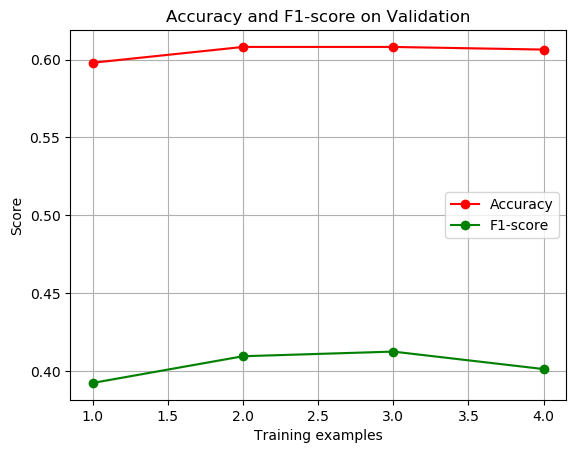 Accuracy and F1-score on Validation
0.60
0.55
0.50
0.45
0.40
Score
Accuracy
F1-score
1.0 1.5 2.0 2.5 3.0 3.5 4.0
Training examples